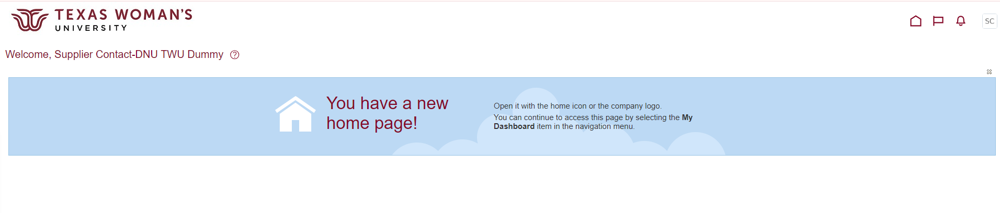 TEXAS WOMAN'S
UNIVERSITY
SC
Welcome, Supplier Contact-DNU TWU Dummy
You have a new
home page!
Open it with the home icon or the company logo.
You can continue to access this page by selecting the My
Dashboard item in the navigation menu.